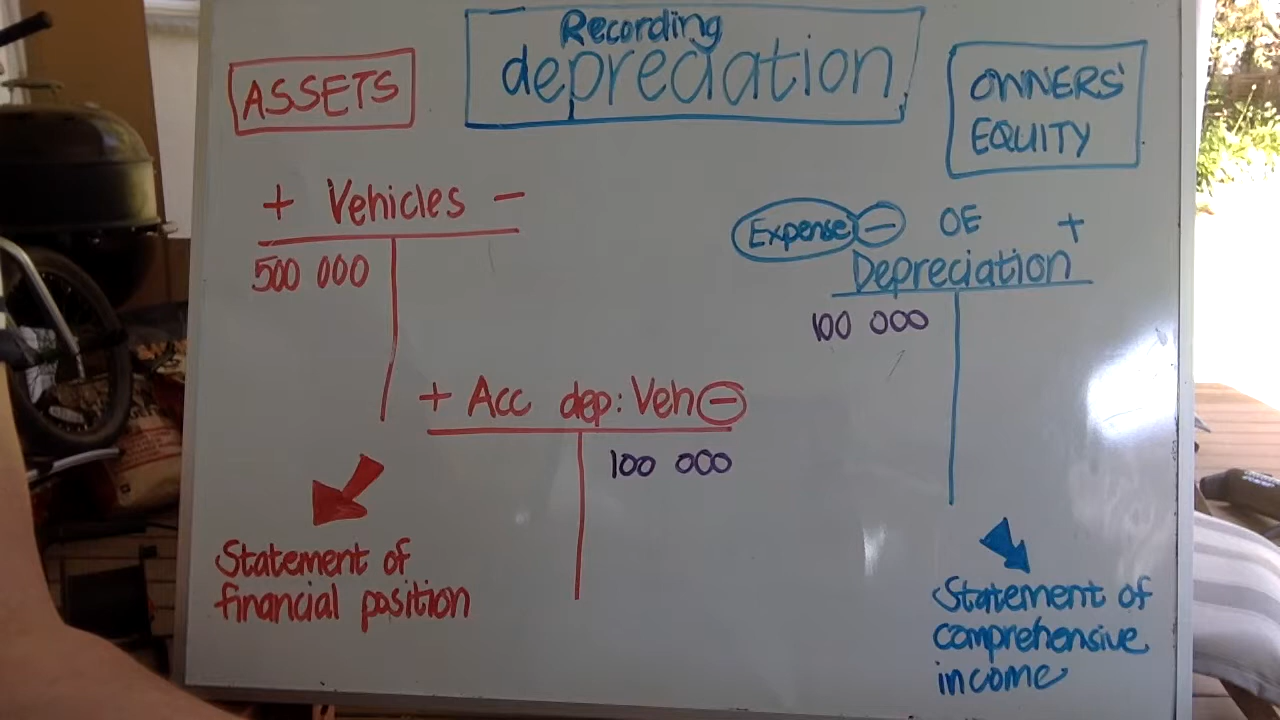 Recording
depreciation
ASSETS
OWNERS'
EQUITY
+ Vehicles -
500 000
Expense - OE +
Depreciation
100 000
+ Acc dep: Veh -
100 000
Statement of
financial position
Statement of
comprehensive
income